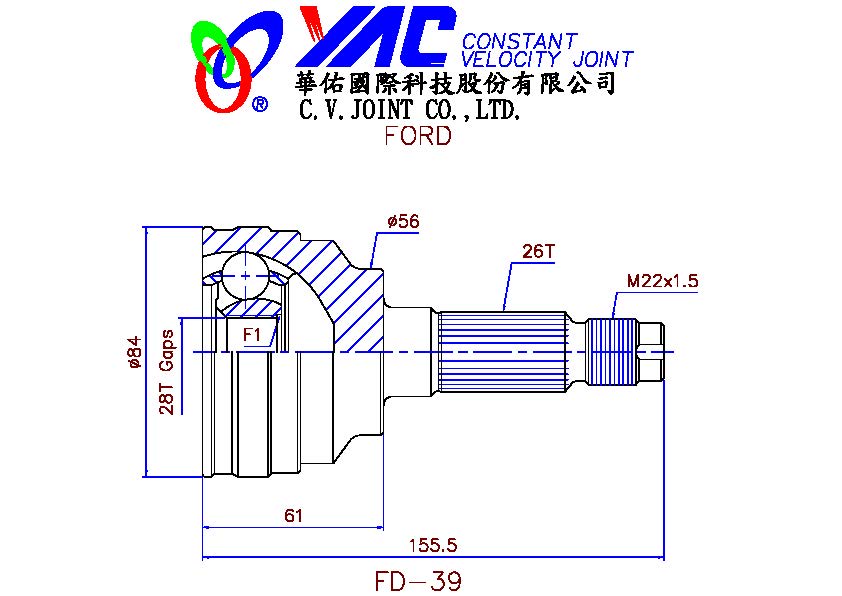 YAC CONSTANT
VELOCITY JOINT
華佑國際科技股份有限公司
®
C.V.JOINT CO.,LTD.
FORD
ø56
26T
M22x1.5
F1
ø84
28T Gaps
61
155.5
FD-39